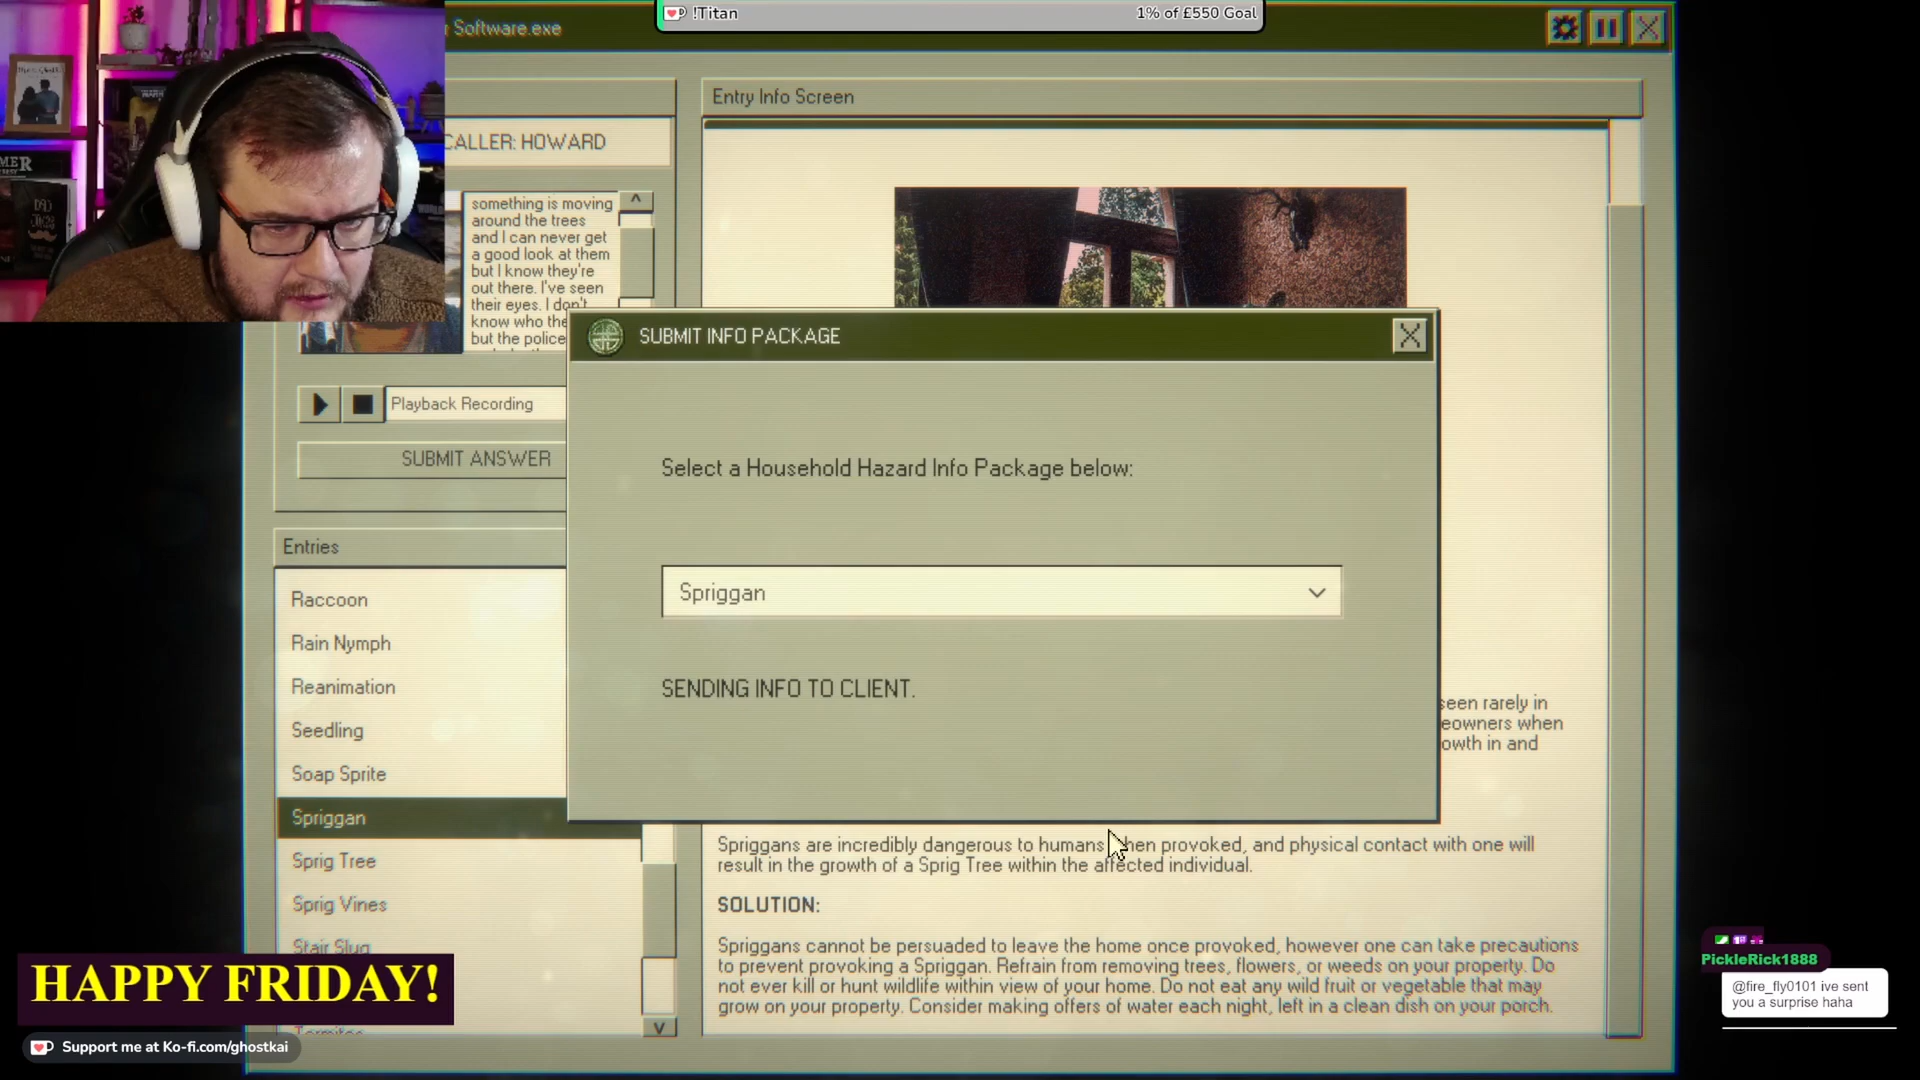 Software.exe
!Titan
1% of £550 Goal
CALLER: HOWARD
something is moving
around the trees
and I can never get
a good look at them
but I know they're
out there. I've seen
their eyes. I don't
know who the
but the police
Playback Recording
SUBMIT ANSWER
Entries
Raccoon
Rain Nymph
Reanimation
Seedling
Soap Sprite
Spriggan
Sprig Tree
Sprig Vines
Stair Slug
Termites
Entry Info Screen
SUBMIT INFO PACKAGE
Select a Household Hazard Info Package below:
Spriggan
SENDING INFO TO CLIENT.
seen rarely in
eowners when
owth in and
Spriggans are incredibly dangerous to humans when provoked, and physical contact with one will
result in the growth of a Sprig Tree within the affected individual.
SOLUTION:
Spriggans cannot be persuaded to leave the home once provoked, however one can take precautions
to prevent provoking a Spriggan. Refrain from removing trees, flowers, or weeds on your property. Do
not ever kill or hunt wildlife within view of your home. Do not eat any wild fruit or vegetable that may
grow on your property. Consider making offers of water each night, left in a clean dish on your porch.
HAPPY FRIDAY!
Support me at Ko-fi.com/ghostkai
PickleRick1888
@fire_fly0101 ive sent
you a surprise haha